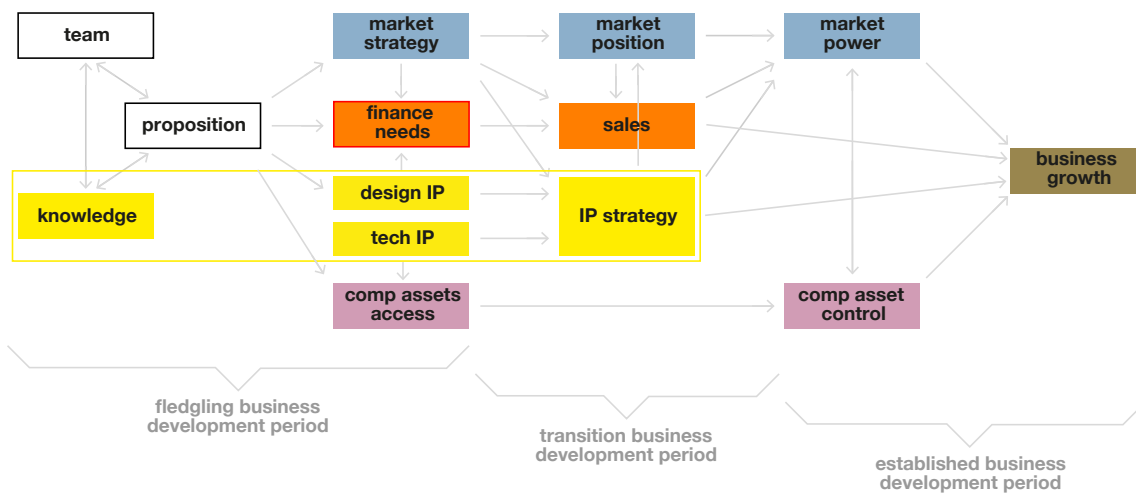 team
market
strategy
market
position
market
power
proposition
finance
needs
sales
business
growth
knowledge
design IP
IP strategy
tech IP
comp assets
access
comp asset
control
fledgling business
development period
transition business
development period
established business
development period